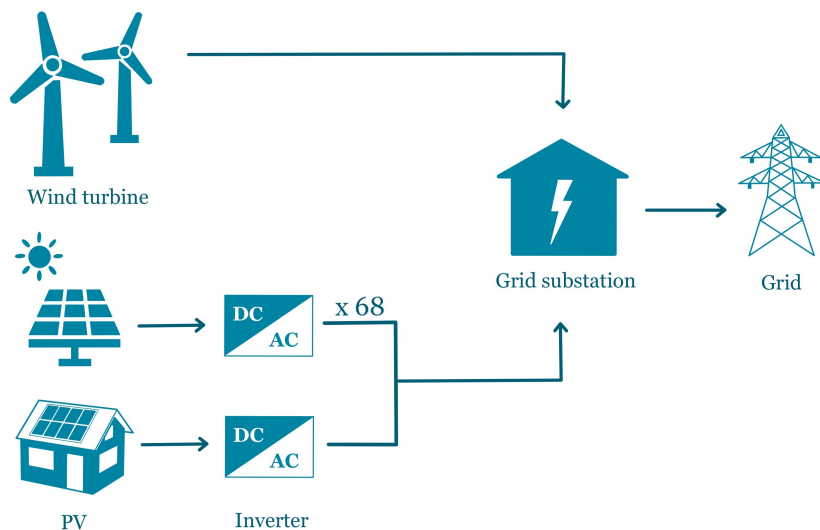 Wind turbine
Grid substation
Grid
DC
AC
x 68
DC
AC
PV
Inverter